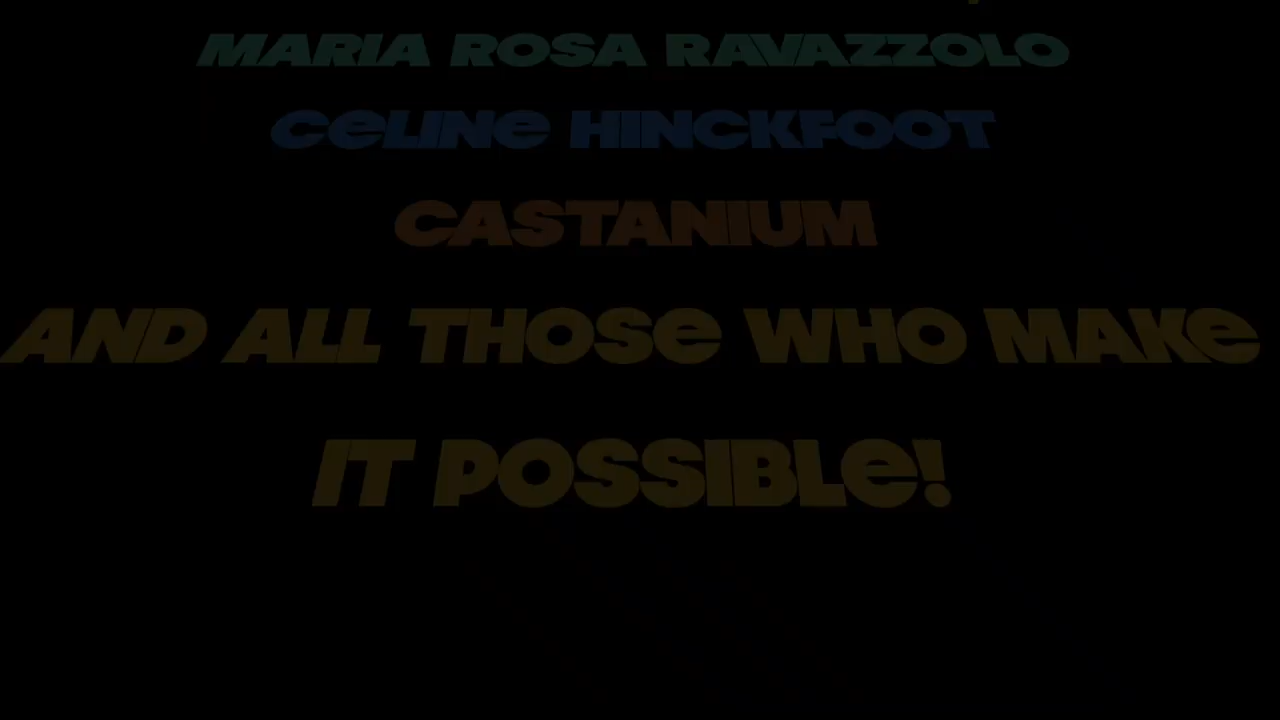 MARIA ROSA RAVAZZOLO
CeLINe HINCKFOOT
CASTANIUM
AND ALL THOSe WHO MAKe
IT POSSIBLe!